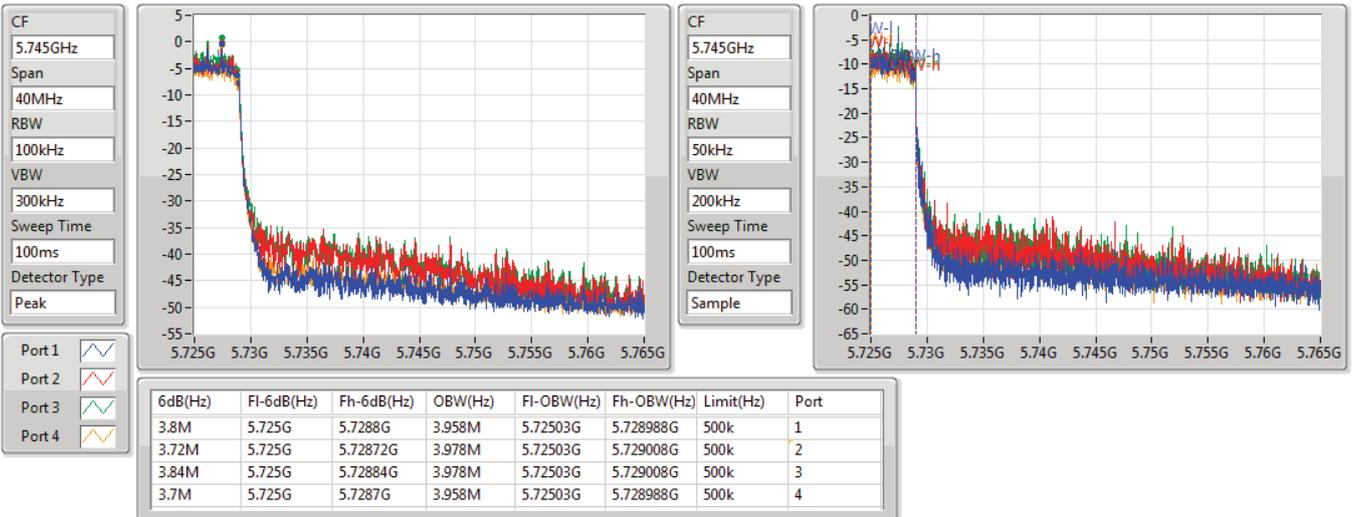 CF
5.745GHz
Span
40MHz
RBW
100kHz
VBW
300kHz
Sweep Time
100ms
Detector Type
Peak
5
0
-5
-10
-15
-20
-25
-30
-35
-40
-45
-50
-55
5.725G 5.73G 5.735G 5.74G 5.745G 5.75G 5.755G 5.76G 5.765G
CF
5.745GHz
Span
40MHz
RBW
50kHz
VBW
200kHz
Sweep Time
100ms
Detector Type
Sample
0
-5
-10
-15
-20
-25
-30
-35
-40
-45
-50
-55
-60
-65
5.725G 5.73G 5.735G 5.74G 5.745G 5.75G 5.755G 5.76G 5.765G
Port 1
Port 2
Port 3
Port 4
6dB(Hz) Fl-6dB(Hz) Fh-6dB(Hz) OBW(Hz) Fl-OBW(Hz) Fh-OBW(Hz) Limit(Hz) Port
3.8M 5.725G 5.7288G 3.958M 5.72503G 5.728988G 500k 1
3.72M 5.725G 5.72872G 3.978M 5.72503G 5.729008G 500k 2
3.84M 5.725G 5.72884G 3.978M 5.72503G 5.729008G 500k 3
3.7M 5.725G 5.7287G 3.958M 5.72503G 5.728988G 500k 4